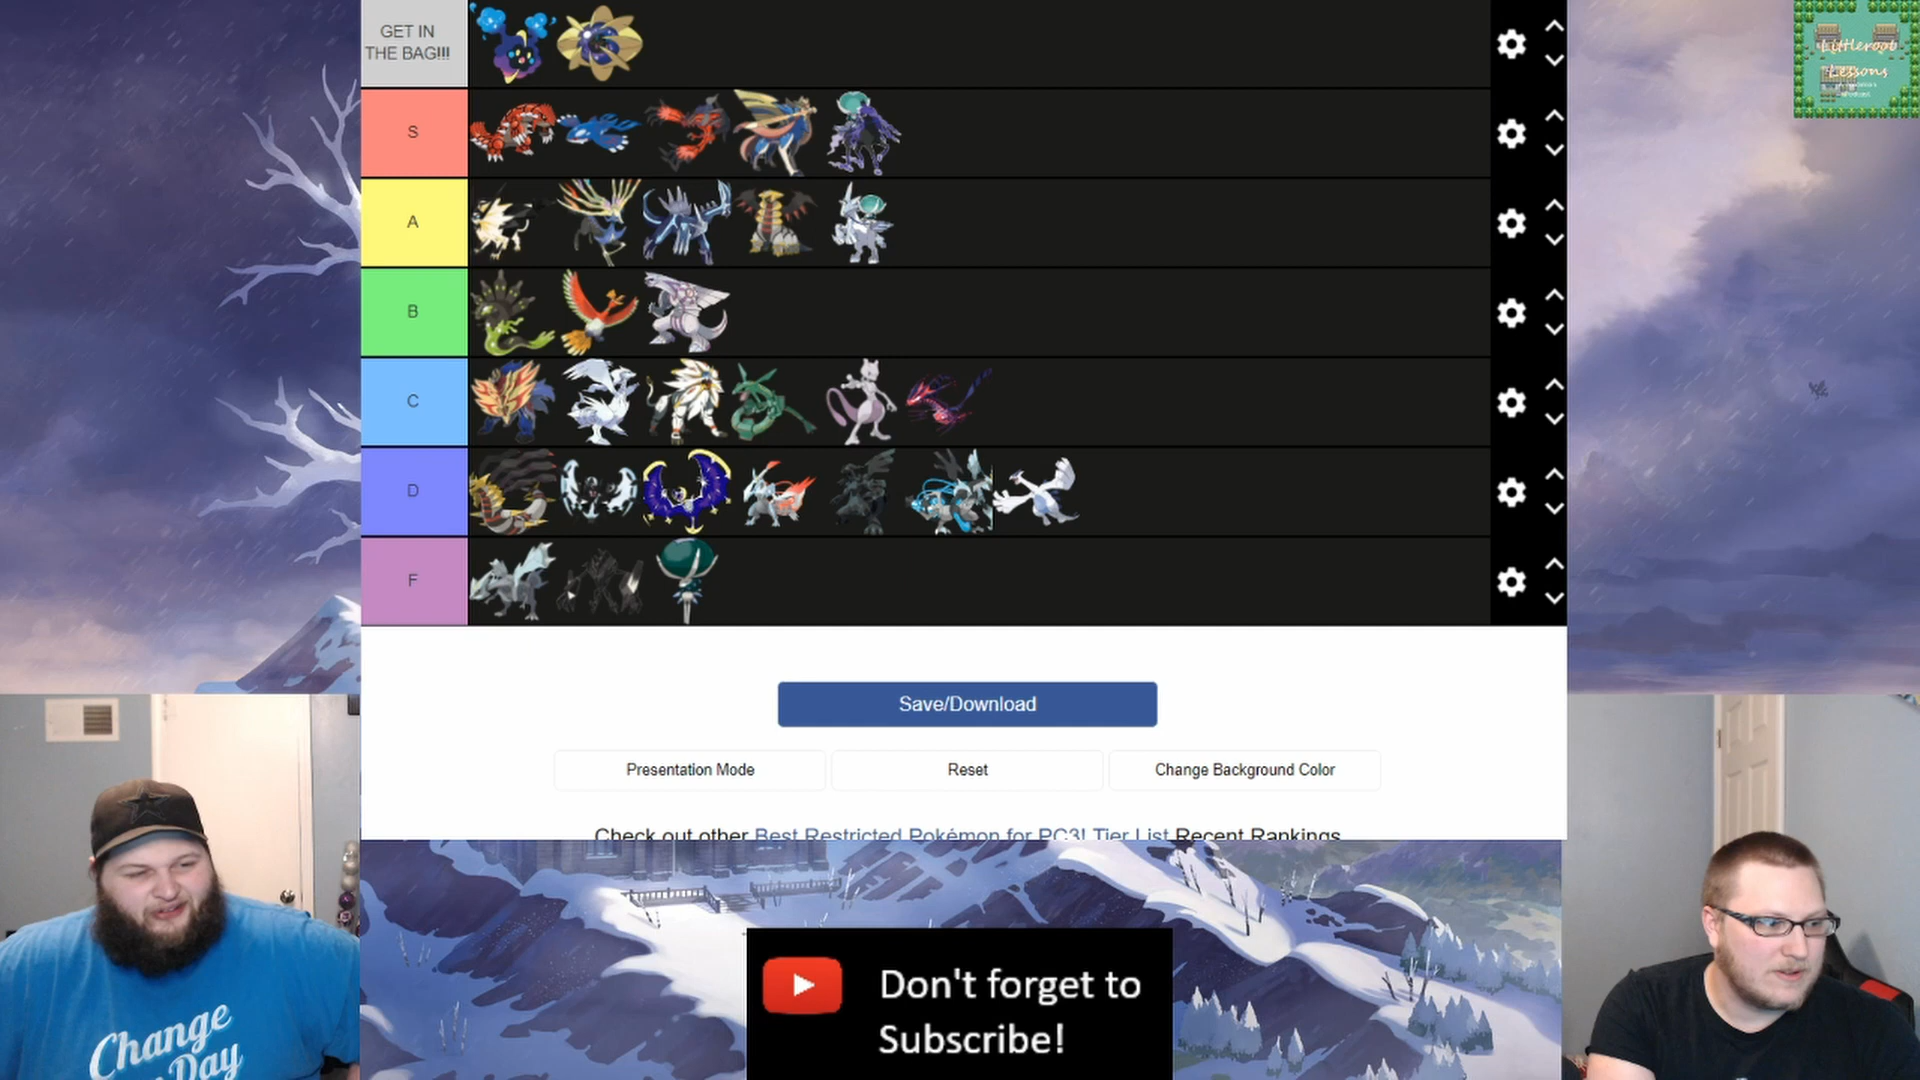 GET IN
THE BAG!!!
S
A
B
C
D
F
Littleroot
Lessons
Save/Download
Presentation Mode
Reset
Change Background Color
Check out other Best Restricted Pokémon for PC3! Tier List Recent Rankings
Don't forget to
Subscribe!
Change
Day